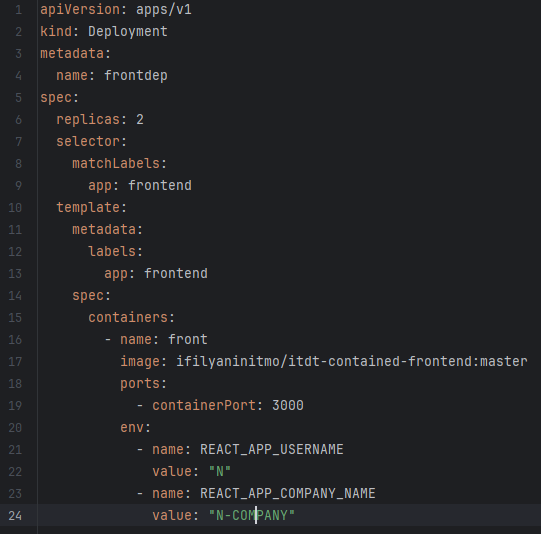 1 apiVersion: apps/v1
2 kind: Deployment
3 metadata:
4   name: frontdep
5 spec:
6   replicas: 2
7   selector:
8     matchLabels:
9       app: frontend
10   template:
11     metadata:
12       labels:
13         app: frontend
14     spec:
15       containers:
16         - name: front
17           image: ifilyaninitmo/itdt-contained-frontend:master
18           ports:
19             - containerPort: 3000
20           env:
21             - name: REACT_APP_USERNAME
22               value: "N"
23             - name: REACT_APP_COMPANY_NAME
24               value: "N-COMPANY"